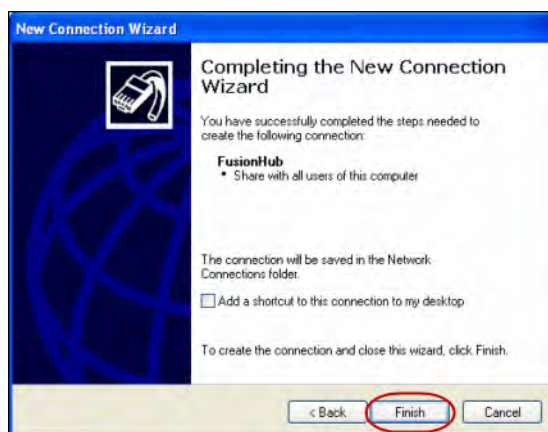 New Connection Wizard
Completing the New Connection
Wizard
You have successfully completed the steps needed to
create the following connection:
FusionHub
• Share with all users of this computer
The connection will be saved in the Network
Connections folder.
Add a shortcut to this connection to my desktop
To create the connection and close this wizard, click Finish.
< Back Finish Cancel